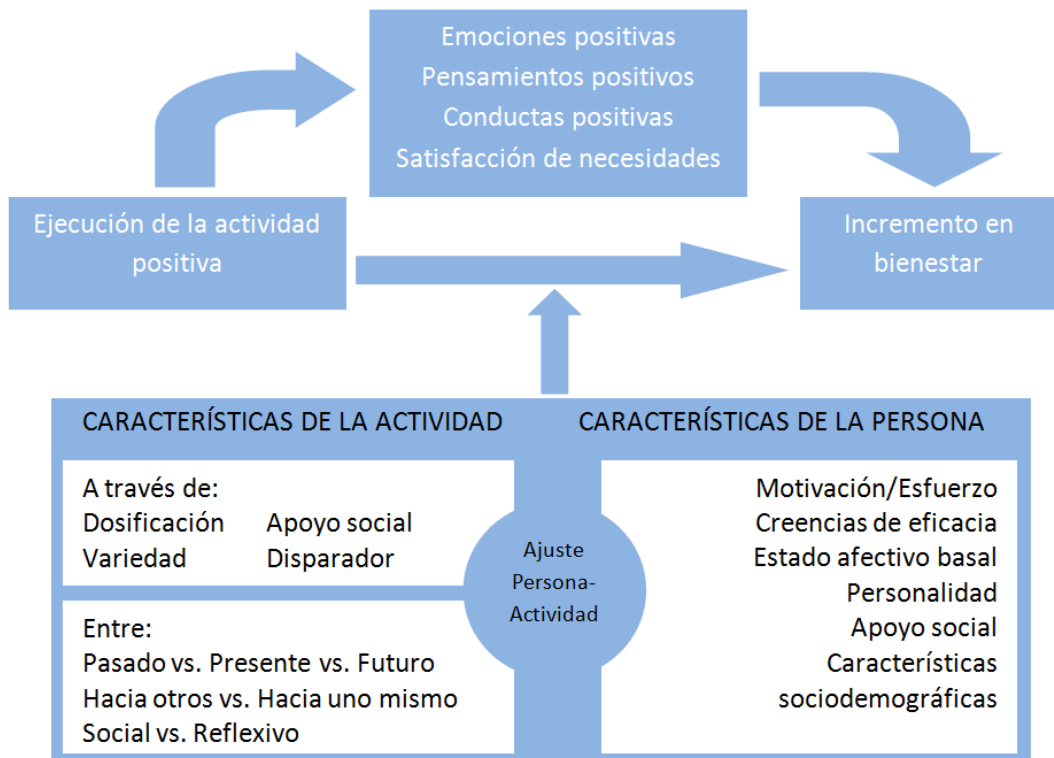 Emociones positivas
Pensamientos positivos
Conductas positivas
Satisfacción de necesidades
Ejecución de la actividad
positiva
Incremento en
bienestar
CARACTERÍSTICAS DE LA ACTIVIDAD
A través de:
Dosificación Apoyo social
Variedad Disparador
Entre:
Pasado vs. Presente vs. Futuro
Hacia otros vs. Hacia uno mismo
Social vs. Reflexivo
Ajuste
Persona-
Actividad
CARACTERÍSTICAS DE LA PERSONA
Motivación/Esfuerzo
Creencias de eficacia
Estado afectivo basal
Personalidad
Apoyo social
Características
sociodemográficas